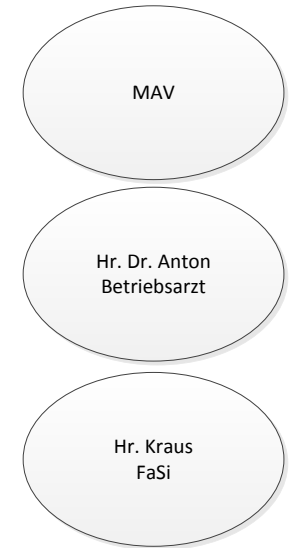 MAV
Hr. Dr. Anton
Betriebsarzt
Hr. Kraus
FaSi